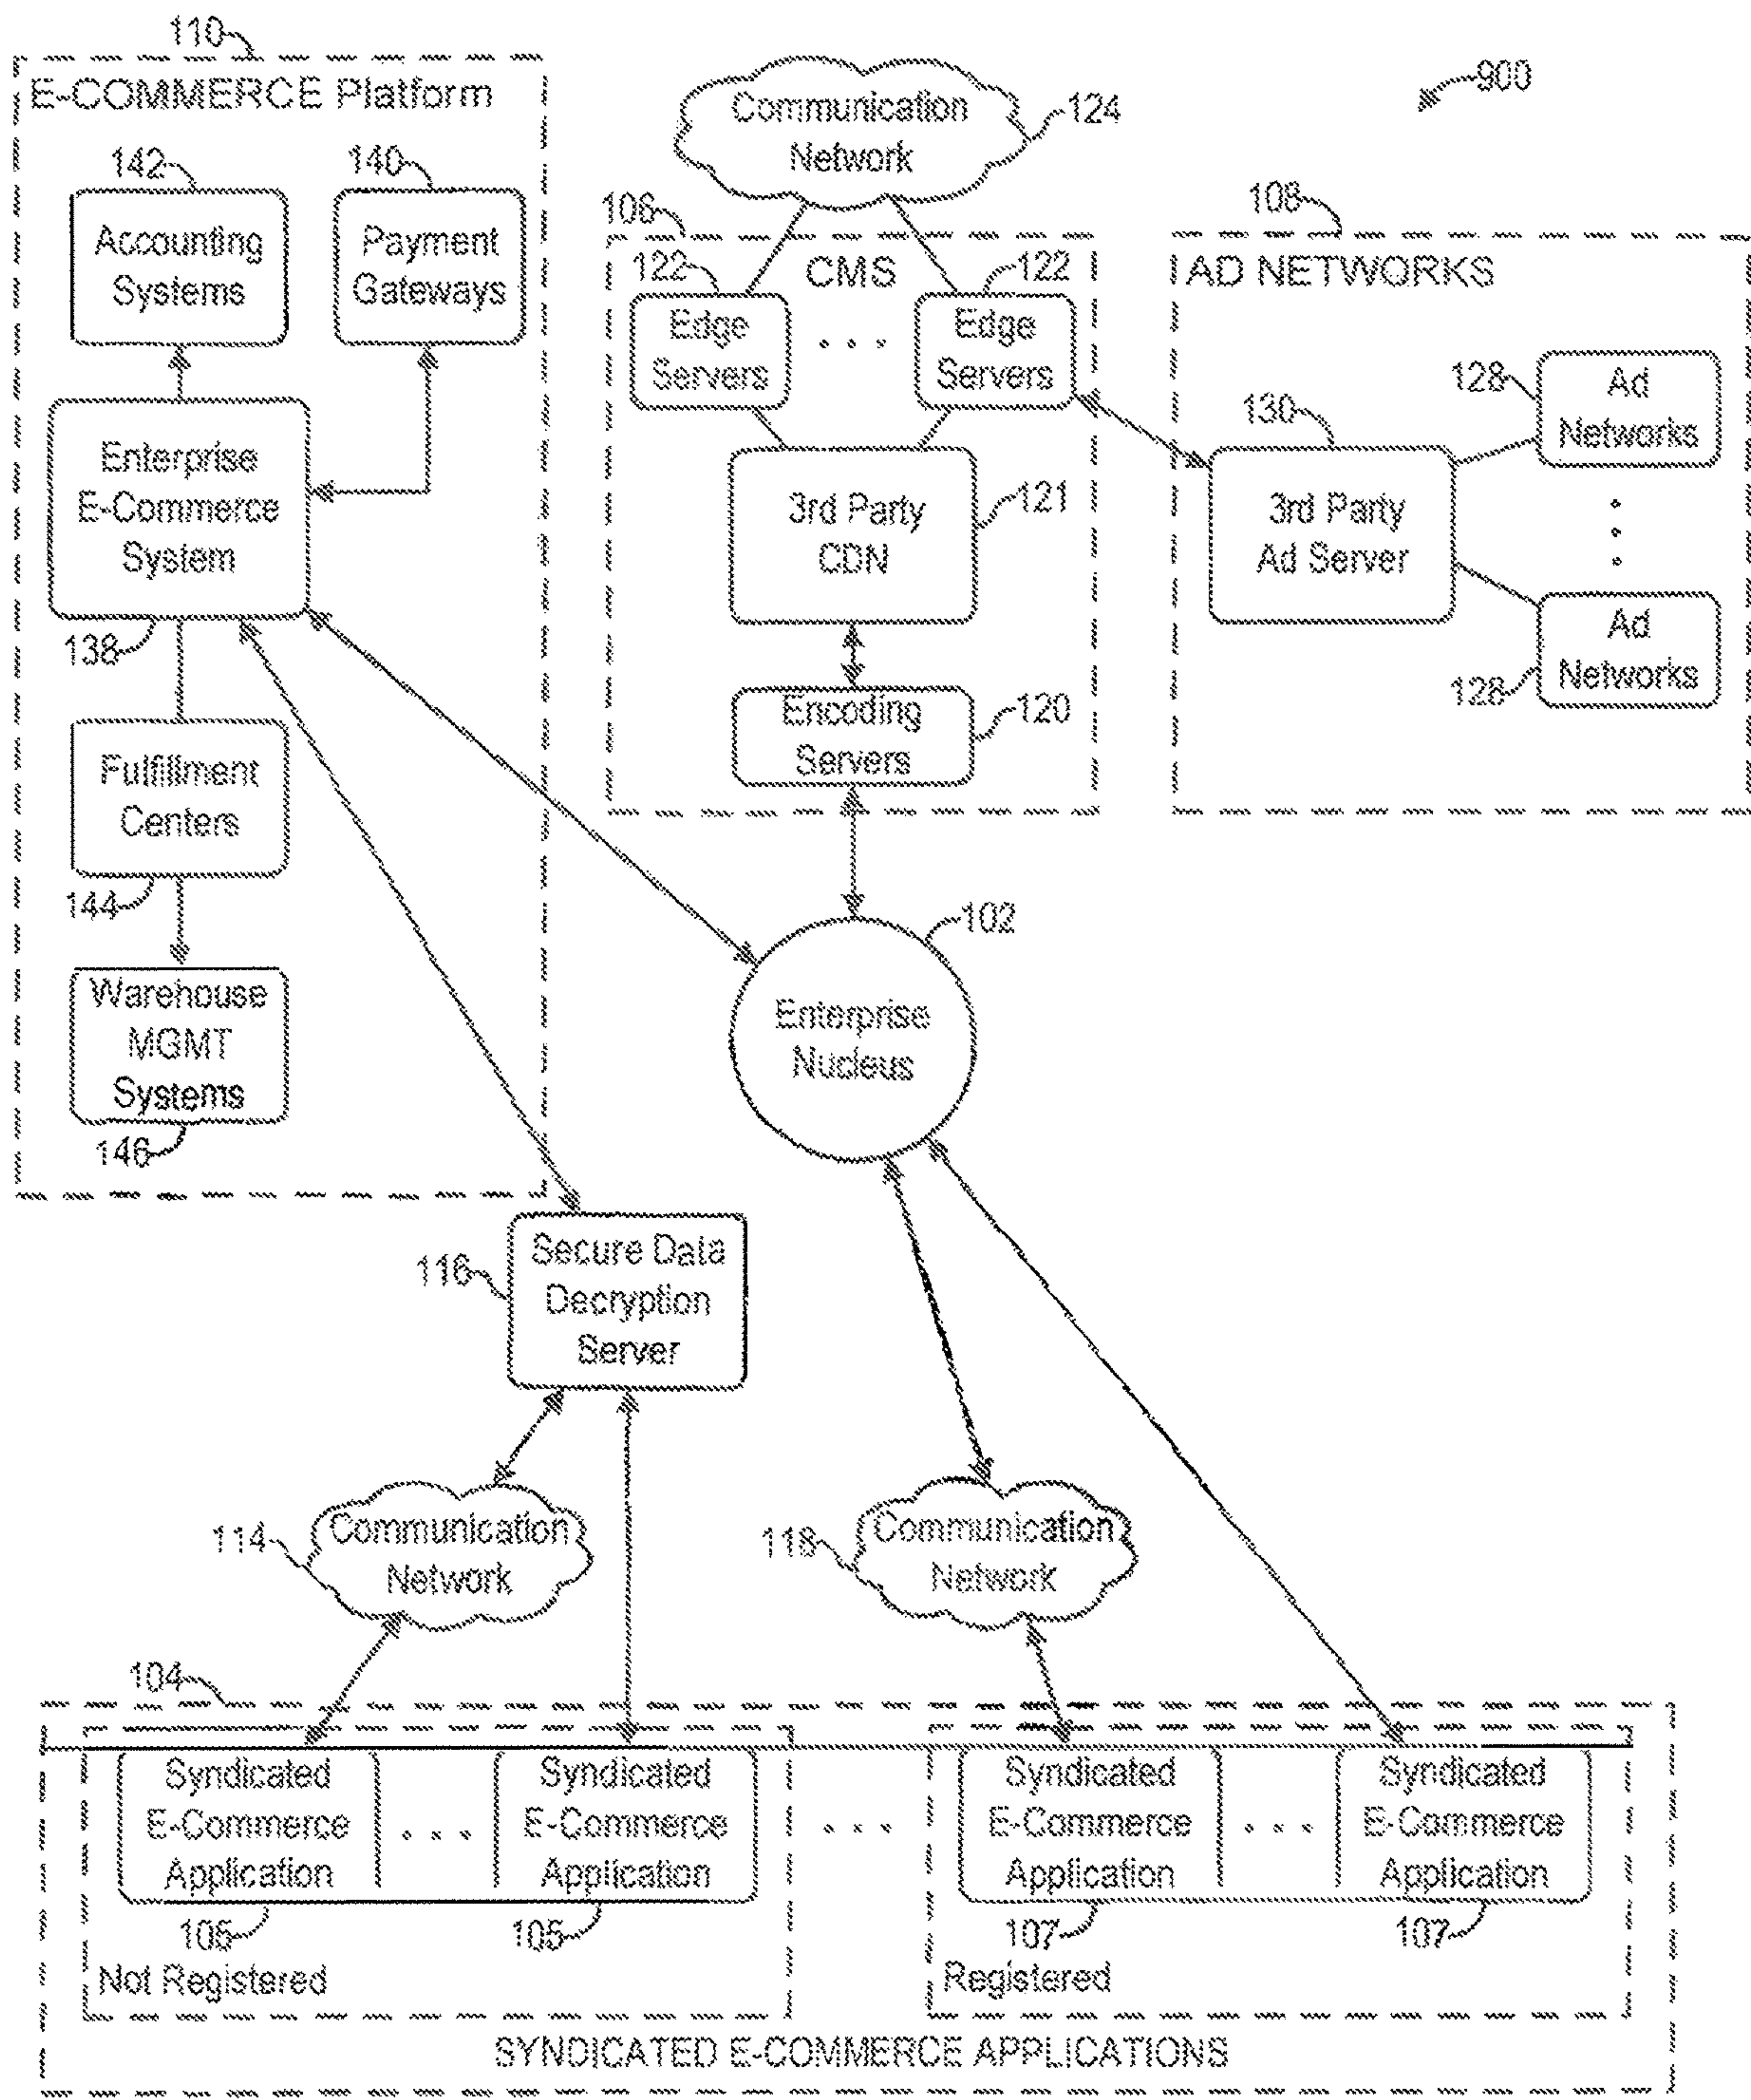 110
E-COMMERCE Platform
142
140
Accounting
Systems
Payment
Gateways
Enterprise
E-Commerce
System
138
Fulfillment
Centers
144
Warehouse
MGMT
Systems
146
Communication
Network
124
900
106
CMS
122
122
Edge
Servers
. . .
Edge
Servers
3rd Party
CDN
121
Encoding
Servers
120
108
AD NETWORKS
130
3rd Party
Ad Server
128
Ad
Networks
128
Ad
Networks
102
Enterprise
Nucleus
116
Secure Data
Decryption
Server
114
Communication
Network
118
Communication
Network
104
Syndicated
E-Commerce
Application
. . .
Syndicated
E-Commerce
Application
. . .
Syndicated
E-Commerce
Application
. . .
Syndicated
E-Commerce
Application
105
105
107
107
Not Registered
Registered
SYNDICATED E-COMMERCE APPLICATIONS